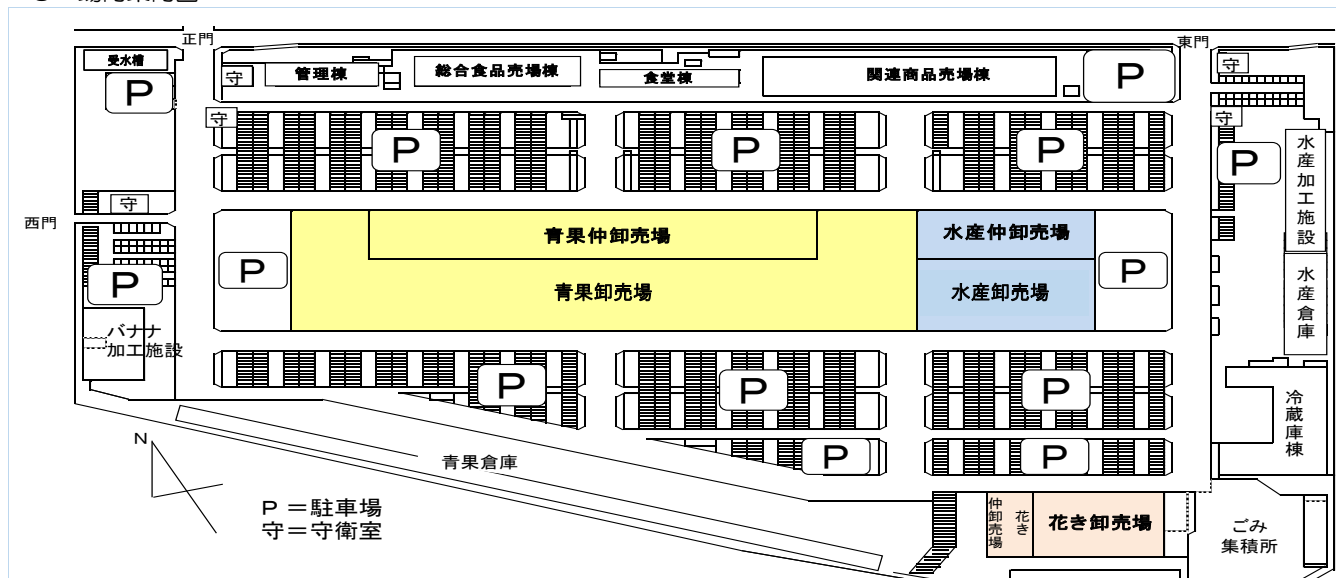 正門
東門
受水槽
守
管理棟
総合食品売場棟
食堂棟
関連商品売場棟
P
守
P
守
守
P
P
P
P
水産加工施設
守
西門
青果仲卸売場
水産仲卸売場
P
P
P
青果卸売場
水産卸売場
水産倉庫
バナナ
加工施設
P
P
P
冷蔵庫棟
N
青果倉庫
P
P
P＝駐車場
守＝守衛室
花き
仲卸売場
花き卸売場
ごみ
集積所